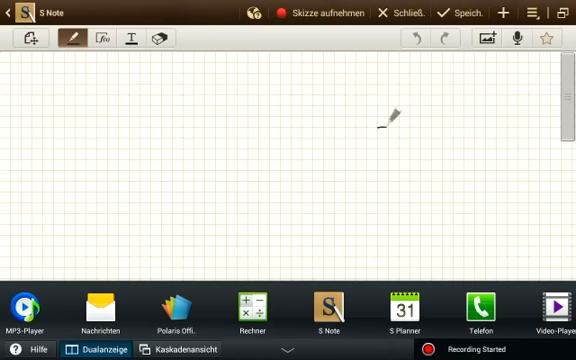 S Note
Skizze aufnehmen
Schließ.
Speich.
f(x)
T
MP3-Player
Nachrichten
Polaris Offi.
Rechner
S Note
31
S Planner
Telefon
Video-Player
? Hilfe
Dualanzeige
Kaskadenansicht
Recording Started